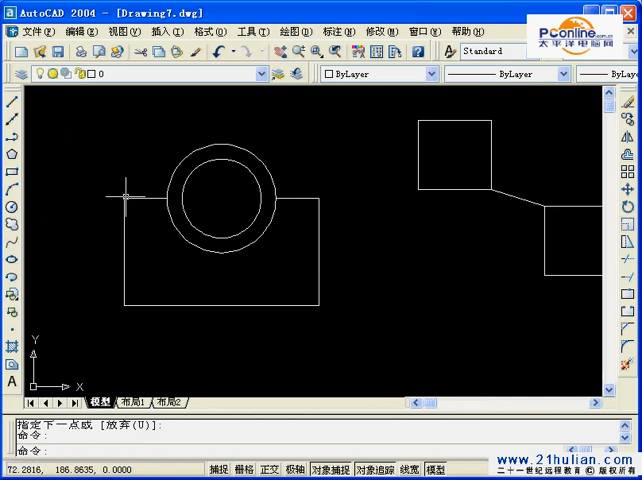 AutoCAD 2004 - [Drawing7.dwg]
文件(F) 编辑(E) 视图(V) 插入(I) 格式(O) 工具(T) 绘图(D) 标注(N) 修改(M) 窗口(W) 帮助(H)
PConline.com.cn
太平洋电脑网
Standard
0 ByLayer ByLayer ByLay
Y
X
A
模型 布局1 布局2
指定下一点或 [放弃(U)]:
命令:
命令:
www.21hulian.com
二十一世纪远程教育
72.2816, 186.8635, 0.0000 捕捉 栅格 正交 极轴 对象捕捉 对象追踪 线宽 模型